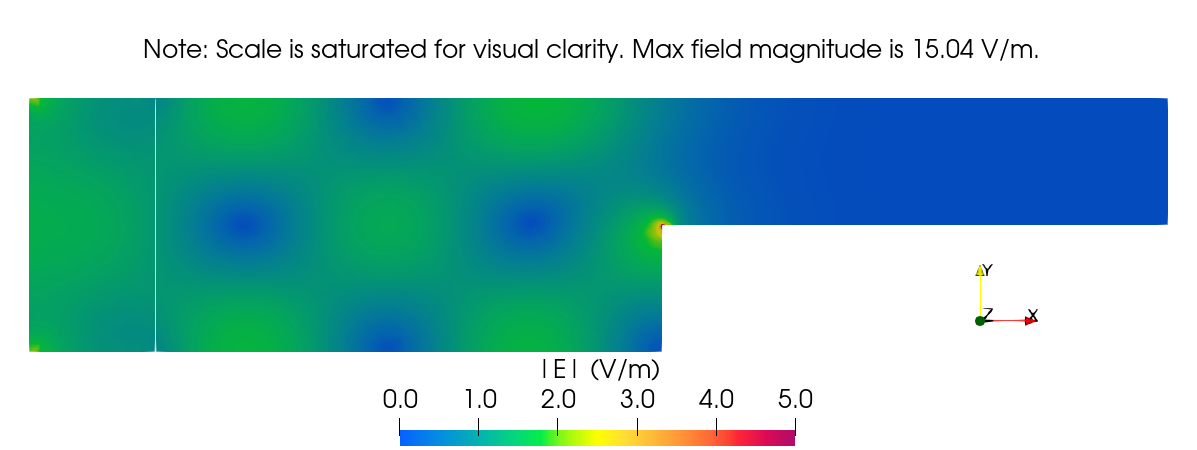 Note: Scale is saturated for visual clarity. Max field magnitude is 15.04 V/m.
Y
Z X
|E| (V/m)
0.0 1.0 2.0 3.0 4.0 5.0